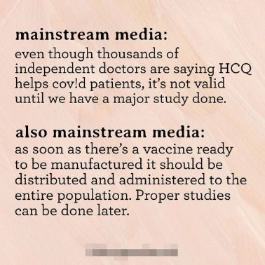 mainstream media:
even though thousands of
independent doctors are saying HCQ
helps cov!d patients, it's not valid
until we have a major study done.
also mainstream media:
as soon as there's a vaccine ready
to be manufactured it should be
distributed and administered to the
entire population. Proper studies
can be done later.